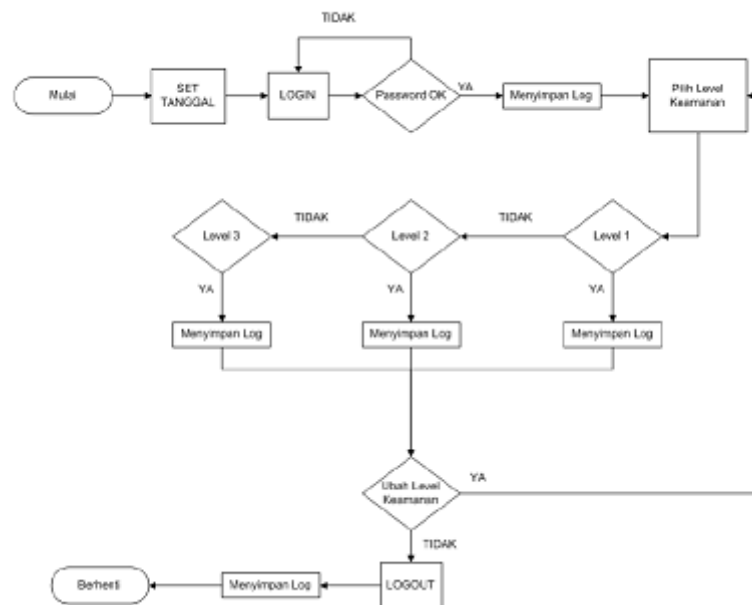 TIDAK
Mulai
SET
TANGGAL
LOGIN
Password OK
YA
Menyimpan Log
Pilih Level
Keamanan
TIDAK
TIDAK
Level 3
Level 2
Level 1
YA
YA
YA
Menyimpan Log
Menyimpan Log
Menyimpan Log
Ubah Level
Keamanan
YA
TIDAK
Berhenti
Menyimpan Log
LOGOUT